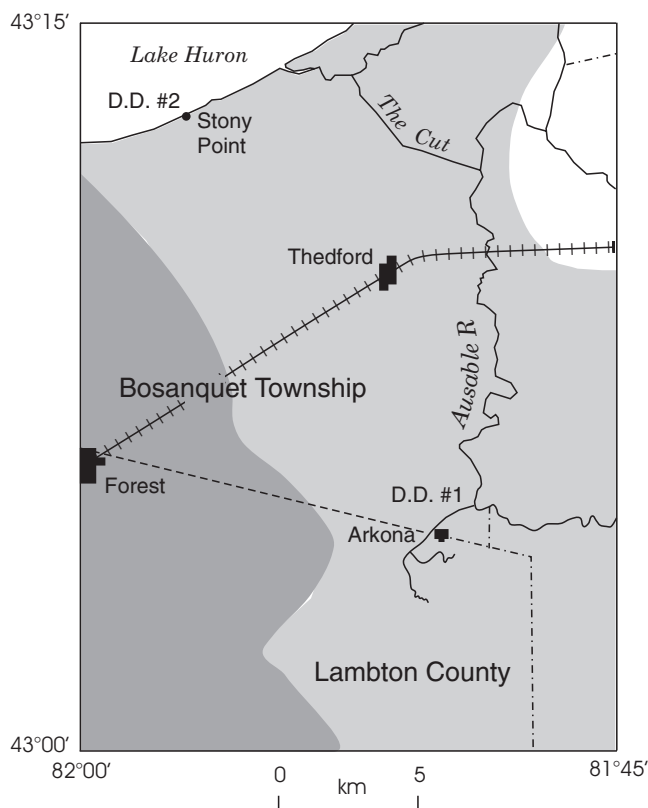 43°15′
Lake Huron
D.D. #2
Stony
Point
The Cut
Thedford
Ausable R
Bosanquet Township
Forest
D.D. #1
Arkona
Lambton County
43°00′
82°00′
0
5
81°45′
km